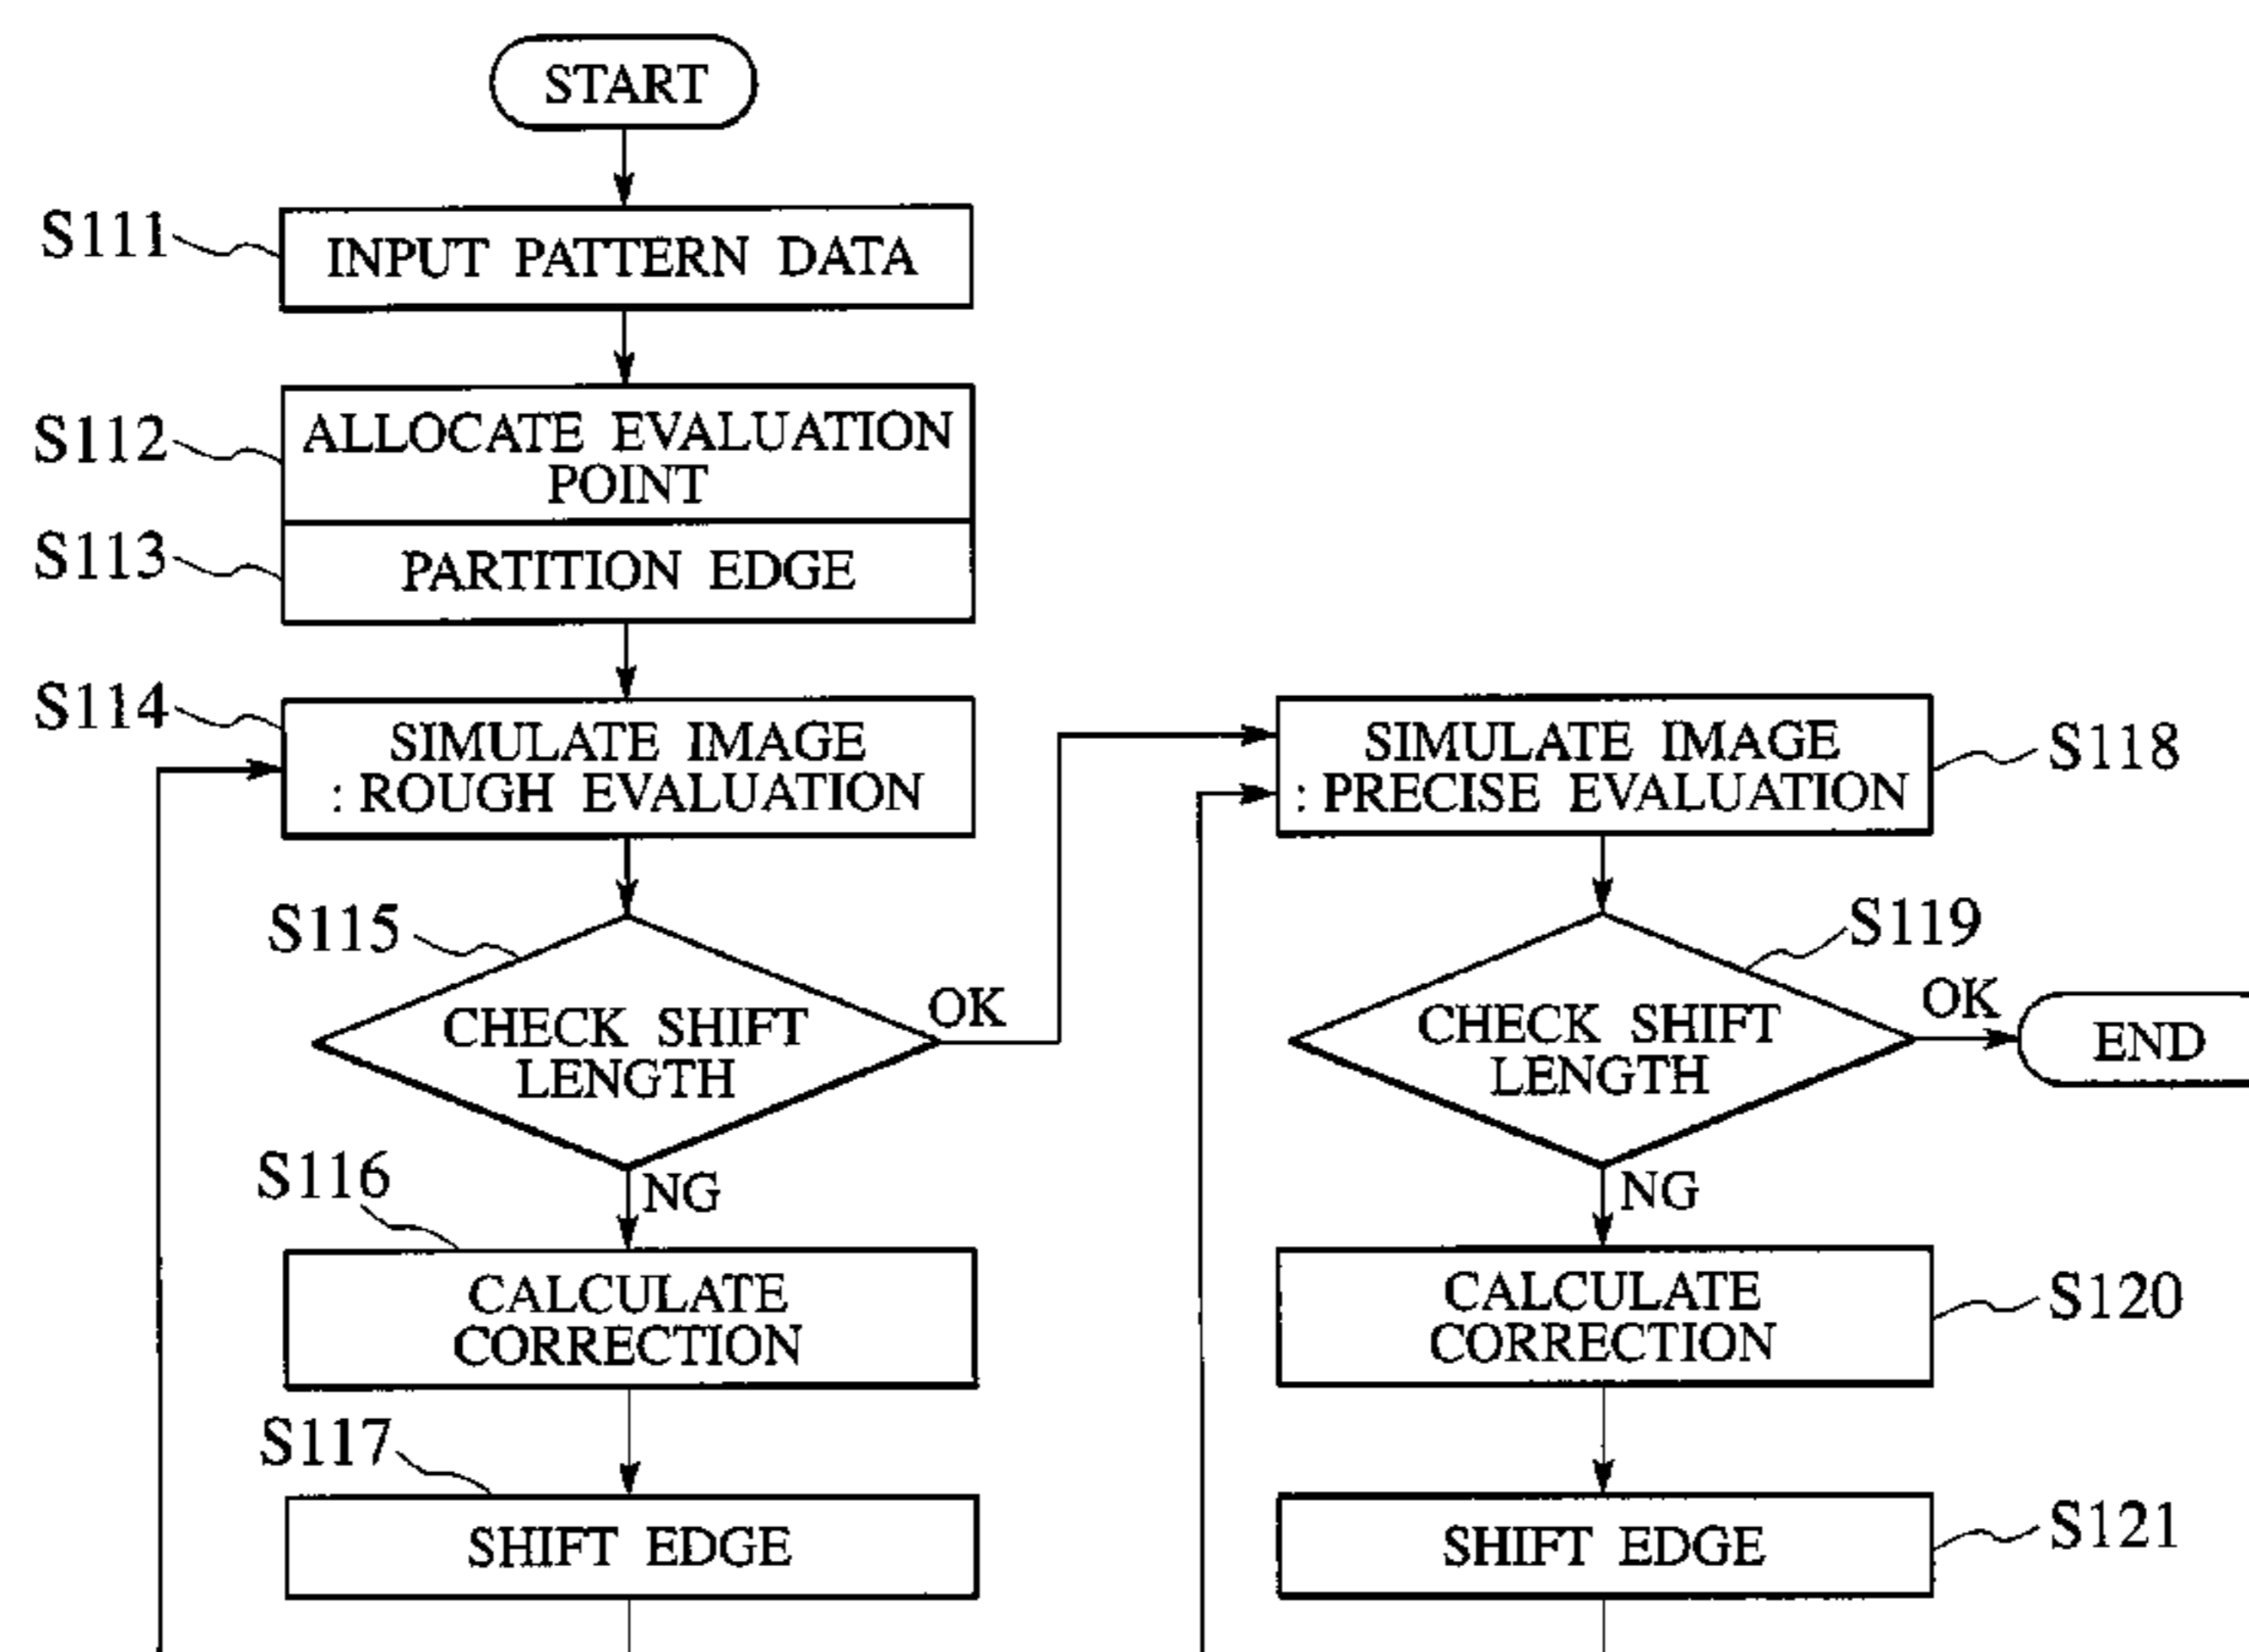 START
S111
INPUT PATTERN DATA
S112
ALLOCATE EVALUATION
POINT
S113
PARTITION EDGE
S114
SIMULATE IMAGE
: ROUGH EVALUATION
S115
CHECK SHIFT
LENGTH
OK
NG
S116
CALCULATE
CORRECTION
S117
SHIFT EDGE
SIMULATE IMAGE
: PRECISE EVALUATION
S118
S119
CHECK SHIFT
LENGTH
OK
END
NG
CALCULATE
CORRECTION
S120
SHIFT EDGE
S121